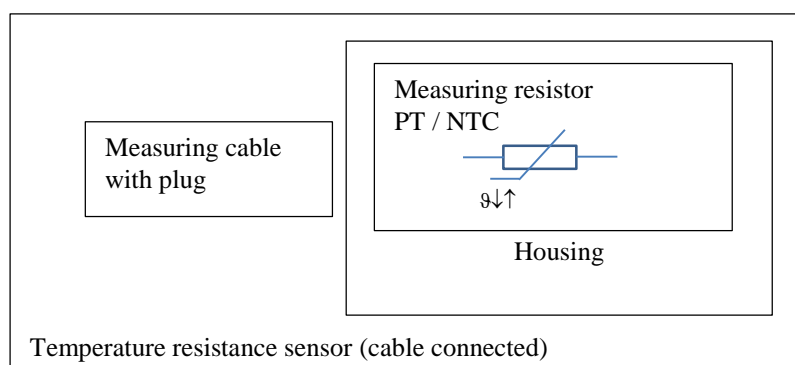 Measuring resistor
PT / NTC
Measuring cable
with plug
ϑ↓↑
Housing
Temperature resistance sensor (cable connected)